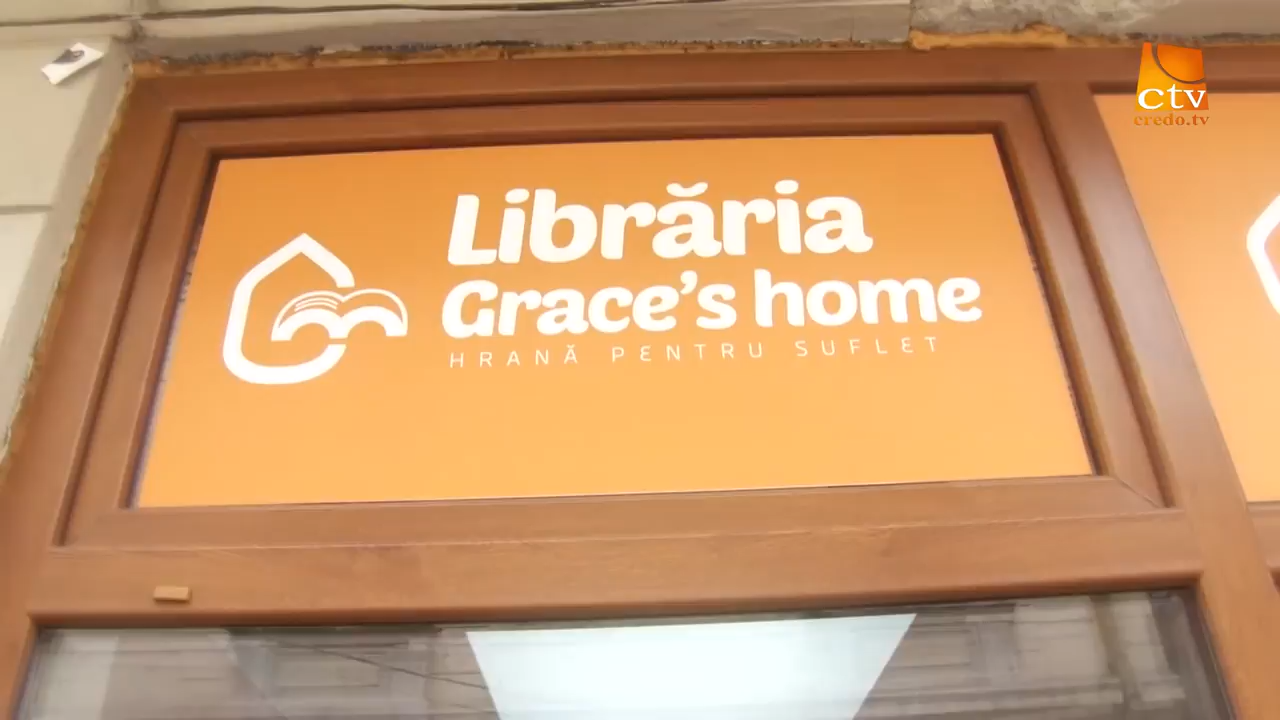 ctv
credo.tv
Librăria
Grace's home
HRANĂ PENTRU SUFLET